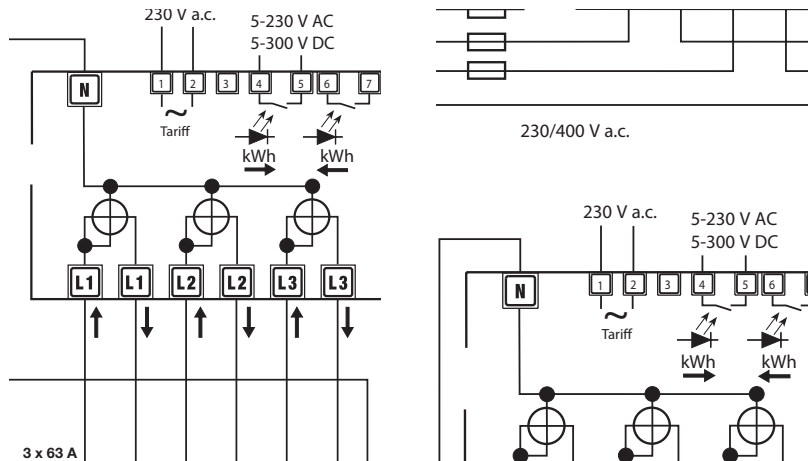 230 V a.c.
5-230 V AC
5-300 V DC
N
1 2 3 4 5 6 7
Tariff
kWh kWh
L1 L1 L2 L2 L3 L3
3 x 63 A
230/400 V a.c.
230 V a.c.
5-230 V AC
5-300 V DC
N
1 2 3 4 5 6
Tariff
kWh kWh